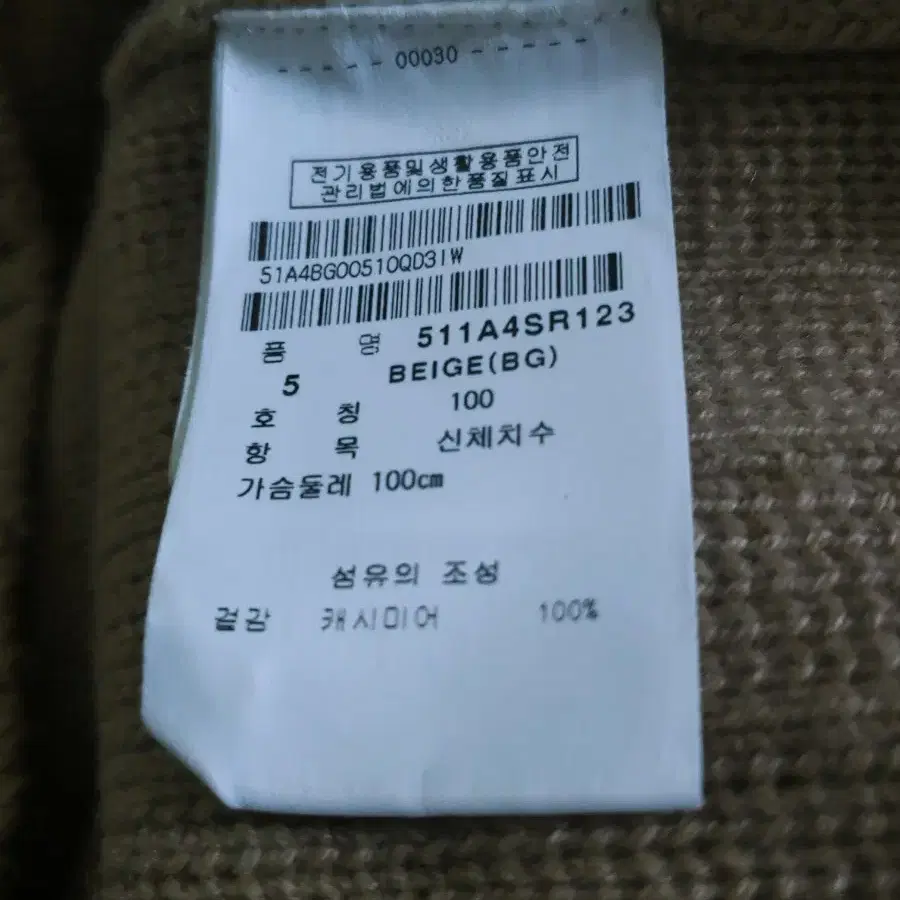 ----- 00030 -----
전기용품및생활용품안전
관리법에의한품질표시
51A4BG00510QD3IW
품 명 511A4SR123
5 BEIGE(BG)
호 칭 100
항 목 신체치수
가슴둘레 100cm
섬유의 조성
겉감 캐시미어 100%